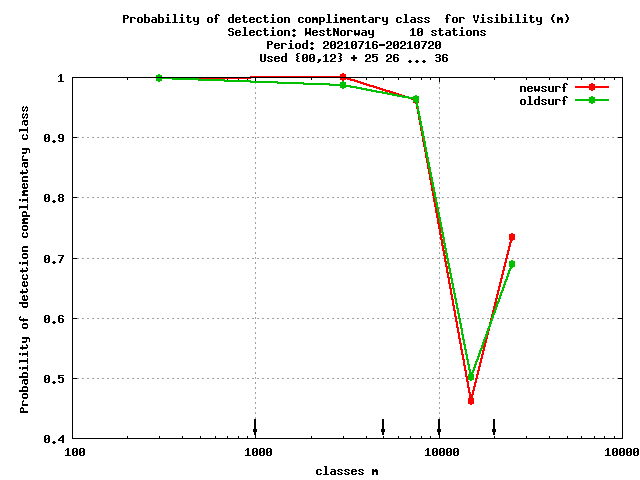 Probability of detection complimentary class  for Visibility (m)
Selection: WestNorway     10 stations
Period: 20210716-20210720
Used {00,12} + 25 26 ... 36
newsurf
oldsurf
Probability of detection complimentary class
1
0.9
0.8
0.7
0.6
0.5
0.4
100 1000 10000 10000
classes m